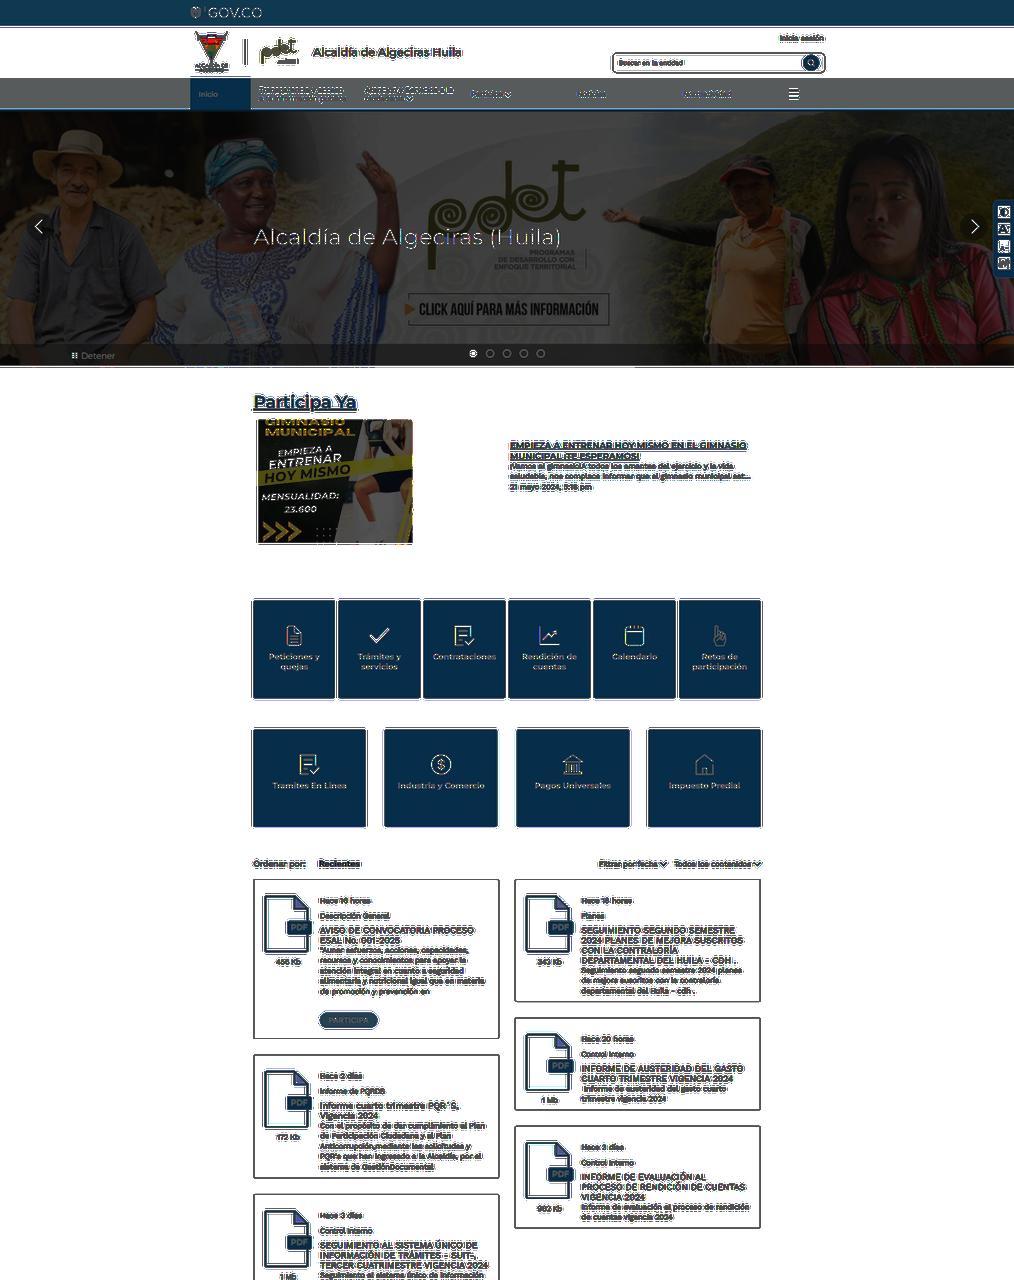 GOV.CO
Inicia sesión
Alcaldía de Algeciras Huila
Buscar en la entidad
Inicio
pdet
Alcaldía de Algeciras (Huila)
PROGRAMAS
DE DESARROLLO CON
ENFOQUE TERRITORIAL
CLICK AQUÍ PARA MÁS INFORMACIÓN
Detener
Participa Ya
GIMNASIO
MUNICIPAL
EMPIEZA A
ENTRENAR
HOY MISMO
MENSUALIDAD:
23.600
EMPIEZA A ENTRENAR HOY MISMO EN EL GIMNASIO
MUNICIPAL ¡TE ESPERAMOS!
¡Vamos al gimnasio!A todos los amantes del ejercicio y la vida
saludable, nos complace informar que el gimnasio municipal est...
21 mayo 2024, 5:18 pm
Peticiones y
quejas
Trámites y
servicios
Contrataciones
Rendición de
cuentas
Calendario
Retos de
participación
Tramites En Linea
Industria y Comercio
Pagos Universales
Impuesto Predial
Ordenar por: Recientes
Filtrar por fecha
Todos los contenidos
Hace 16 horas
Descripción General
PDF
AVISO DE CONVOCATORIA PROCESO
ESAL No. 001-2025
456 Kb
"Aunar esfuerzos, acciones, capacidades,
recursos y conocimientos para apoyar la
atención integral en cuanto a seguridad
alimentaria y nutricional igual que en materia
de promoción y prevención en
PARTICIPA
Hace 18 horas
Planes
PDF
SEGUIMIENTO SEGUNDO SEMESTRE
2024 PLANES DE MEJORA SUSCRITOS
CON LA CONTRALORÍA
DEPARTAMENTAL DEL HUILA – CDH .
343 Kb
Seguimiento segundo semestre 2024 planes
de mejora suscritos con la contraloría
departamental del Huila – cdh .
Hace 20 horas
Control Interno
PDF
INFORME DE AUSTERIDAD DEL GASTO
CUARTO TRIMESTRE VIGENCIA 2024
1 Mb
Informe de austeridad del gasto cuarto
trimestre vigencia 2024
Hace 2 días
Informe de PQRDS
PDF
Informe cuarto trimestre PQR´S,
Vigencia 2024
172 Kb
Con el propósito de dar cumplimiento al Plan
de Participación Ciudadana y al Plan
Anticorrupción,mediante las solicitudes y
PQR's que han ingresado a la Alcaldía, por el
sistema de GestiónDocumental
Hace 3 días
Control Interno
PDF
INFORME DE EVALUACIÓN AL
PROCESO DE RENDICIÓN DE CUENTAS
VIGENCIA 2024
902 Kb
Informe de evaluación al proceso de rendición
de cuentas vigencia 2024
Hace 3 días
Control Interno
PDF
SEGUIMIENTO AL SISTEMA ÚNICO DE
INFORMACIÓN DE TRÁMITES – SUIT-,
TERCER CUATRIMESTRE VIGENCIA 2024
1 Mb
Seguimiento al sistema único de información